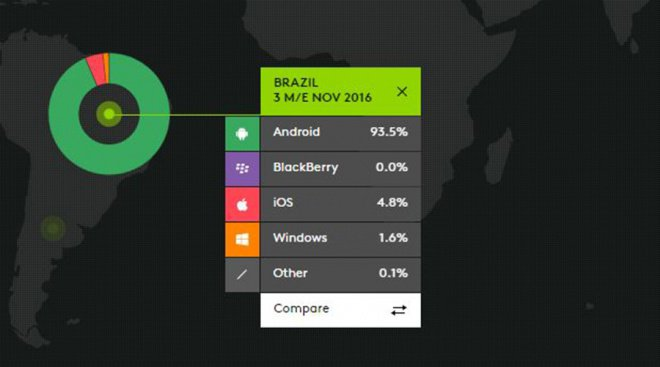 BRAZIL
3 M/E NOV 2016
Android 93.5%
BlackBerry 0.0%
iOS 4.8%
Windows 1.6%
Other 0.1%
Compare